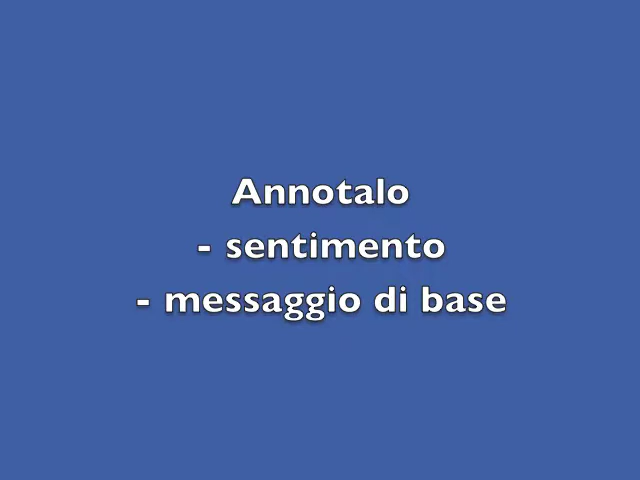 Annotalo
- sentimento
- messaggio di base